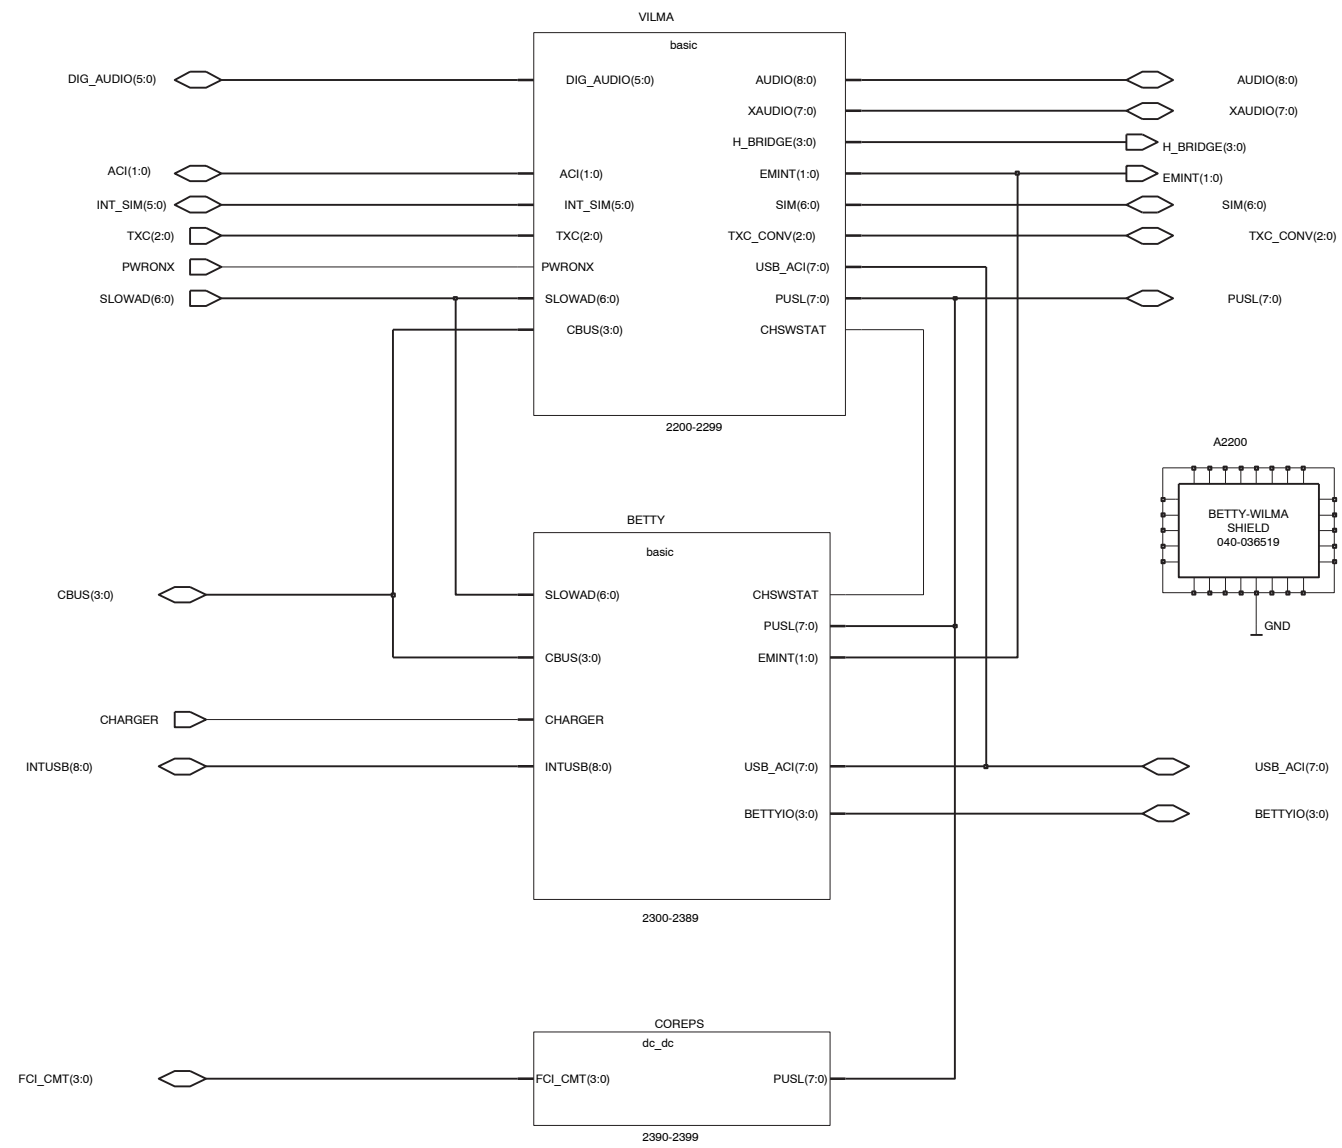 VILMA
basic
DIG_AUDIO(5:0) DIG_AUDIO(5:0) AUDIO(8:0) AUDIO(8:0)
XAUDIO(7:0) XAUDIO(7:0)
H_BRIDGE(3:0) H_BRIDGE(3:0)
ACI(1:0) ACI(1:0) EMINT(1:0) EMINT(1:0)
INT_SIM(5:0) INT_SIM(5:0) SIM(6:0) SIM(6:0)
TXC(2:0) TXC(2:0) TXC_CONV(2:0) TXC_CONV(2:0)
PWRONX PWRONX USB_ACI(7:0)
SLOWAD(6:0) SLOWAD(6:0) PUSL(7:0) PUSL(7:0)
CBUS(3:0) CHSWSTAT
2200-2299
A2200
BETTY-WILMA
SHIELD
040-036519
GND
BETTY
basic
CBUS(3:0) SLOWAD(6:0) CHSWSTAT
PUSL(7:0)
CBUS(3:0) EMINT(1:0)
CHARGER CHARGER
INTUSB(8:0) INTUSB(8:0) USB_ACI(7:0) USB_ACI(7:0)
BETTYIO(3:0) BETTYIO(3:0)
2300-2389
COREPS
dc_dc
FCI_CMT(3:0) FCI_CMT(3:0) PUSL(7:0)
2390-2399